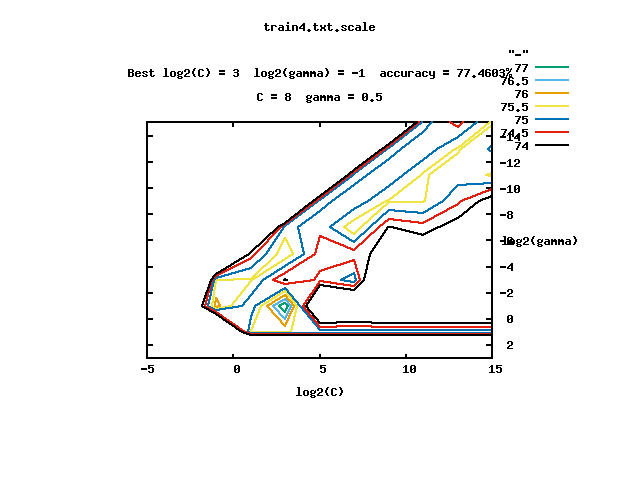 train4.txt.scale
"-"
Best log2(C) = 3 log2(gamma) = -1 accuracy = 77.4603%
77
76.5
C = 8 gamma = 0.5
76
75.5
75
74.5
74
-14
-12
-10
-8
-6
log2(gamma)
-4
-2
0
2
-5 0 5 10 15
log2(C)